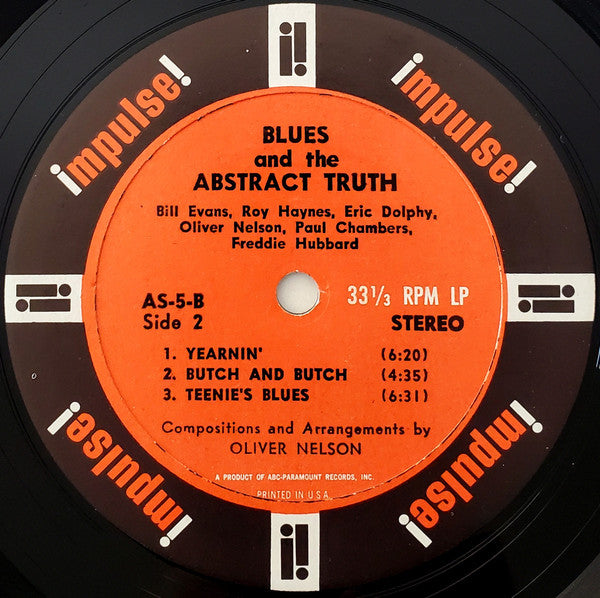 impulse!
impulse!
BLUES
and the
ABSTRACT TRUTH
Bill Evans, Roy Haynes, Eric Dolphy,
Oliver Nelson, Paul Chambers,
Freddie Hubbard
AS-5-B
33 1/3 RPM LP
Side 2
STEREO
1. YEARNIN' (6:20)
2. BUTCH AND BUTCH (4:35)
3. TEENIE'S BLUES (6:31)
Compositions and Arrangements by
OLIVER NELSON
A PRODUCT OF ABC-PARAMOUNT RECORDS, INC.
PRINTED IN U.S.A.
impulse!
impulse!